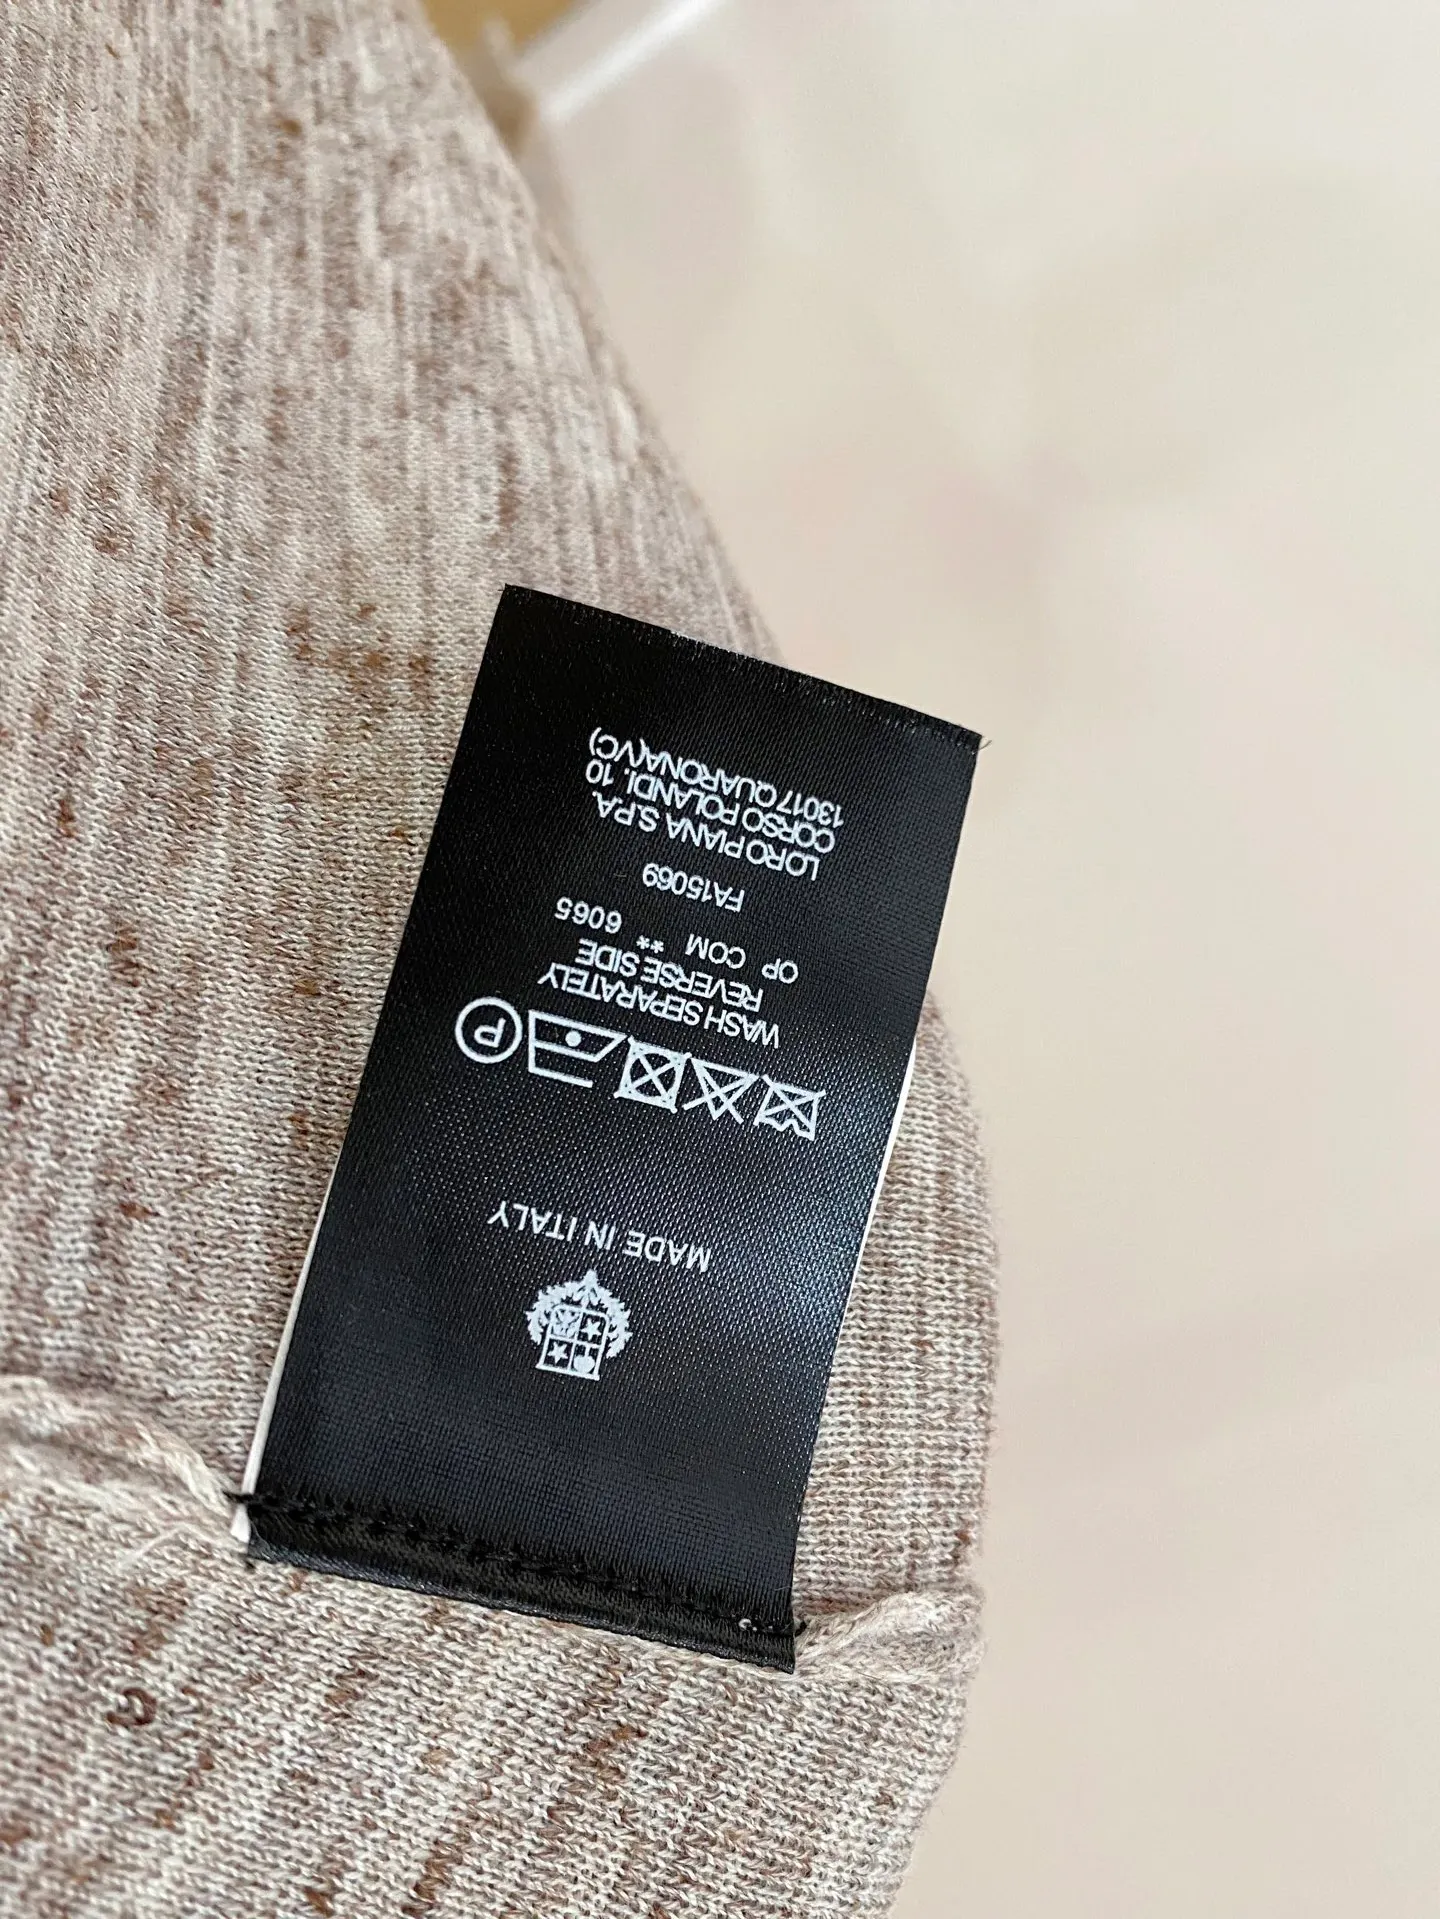 MADE IN ITALY
P
WASH SEPARATELY
REVERSE SIDE
OP COM ** 6065
FA15069
LORO PIANA S.P.A.
CORSO ROLANDI, 10
13017 QUARONA(VC)